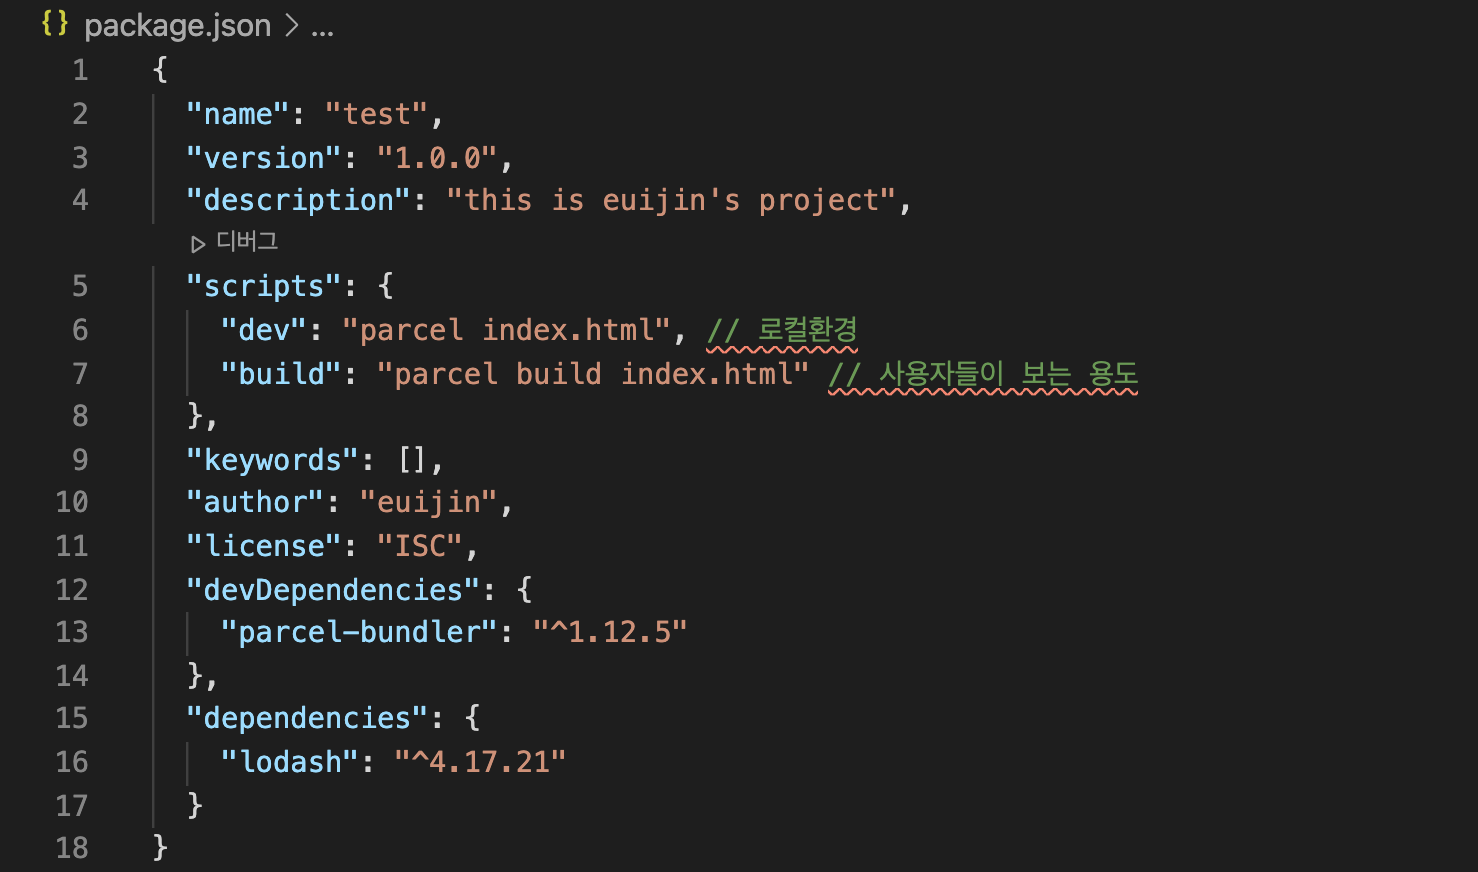 {} package.json > ...
1 {
2 "name": "test",
3 "version": "1.0.0",
4 "description": "this is euijin's project",
▷ 디버그
5 "scripts": {
6 "dev": "parcel index.html", // 로컬환경
7 "build": "parcel build index.html" // 사용자들이 보는 용도
8 },
9 "keywords": [],
10 "author": "euijin",
11 "license": "ISC",
12 "devDependencies": {
13 "parcel-bundler": "^1.12.5"
14 },
15 "dependencies": {
16 "lodash": "^4.17.21"
17 }
18 }